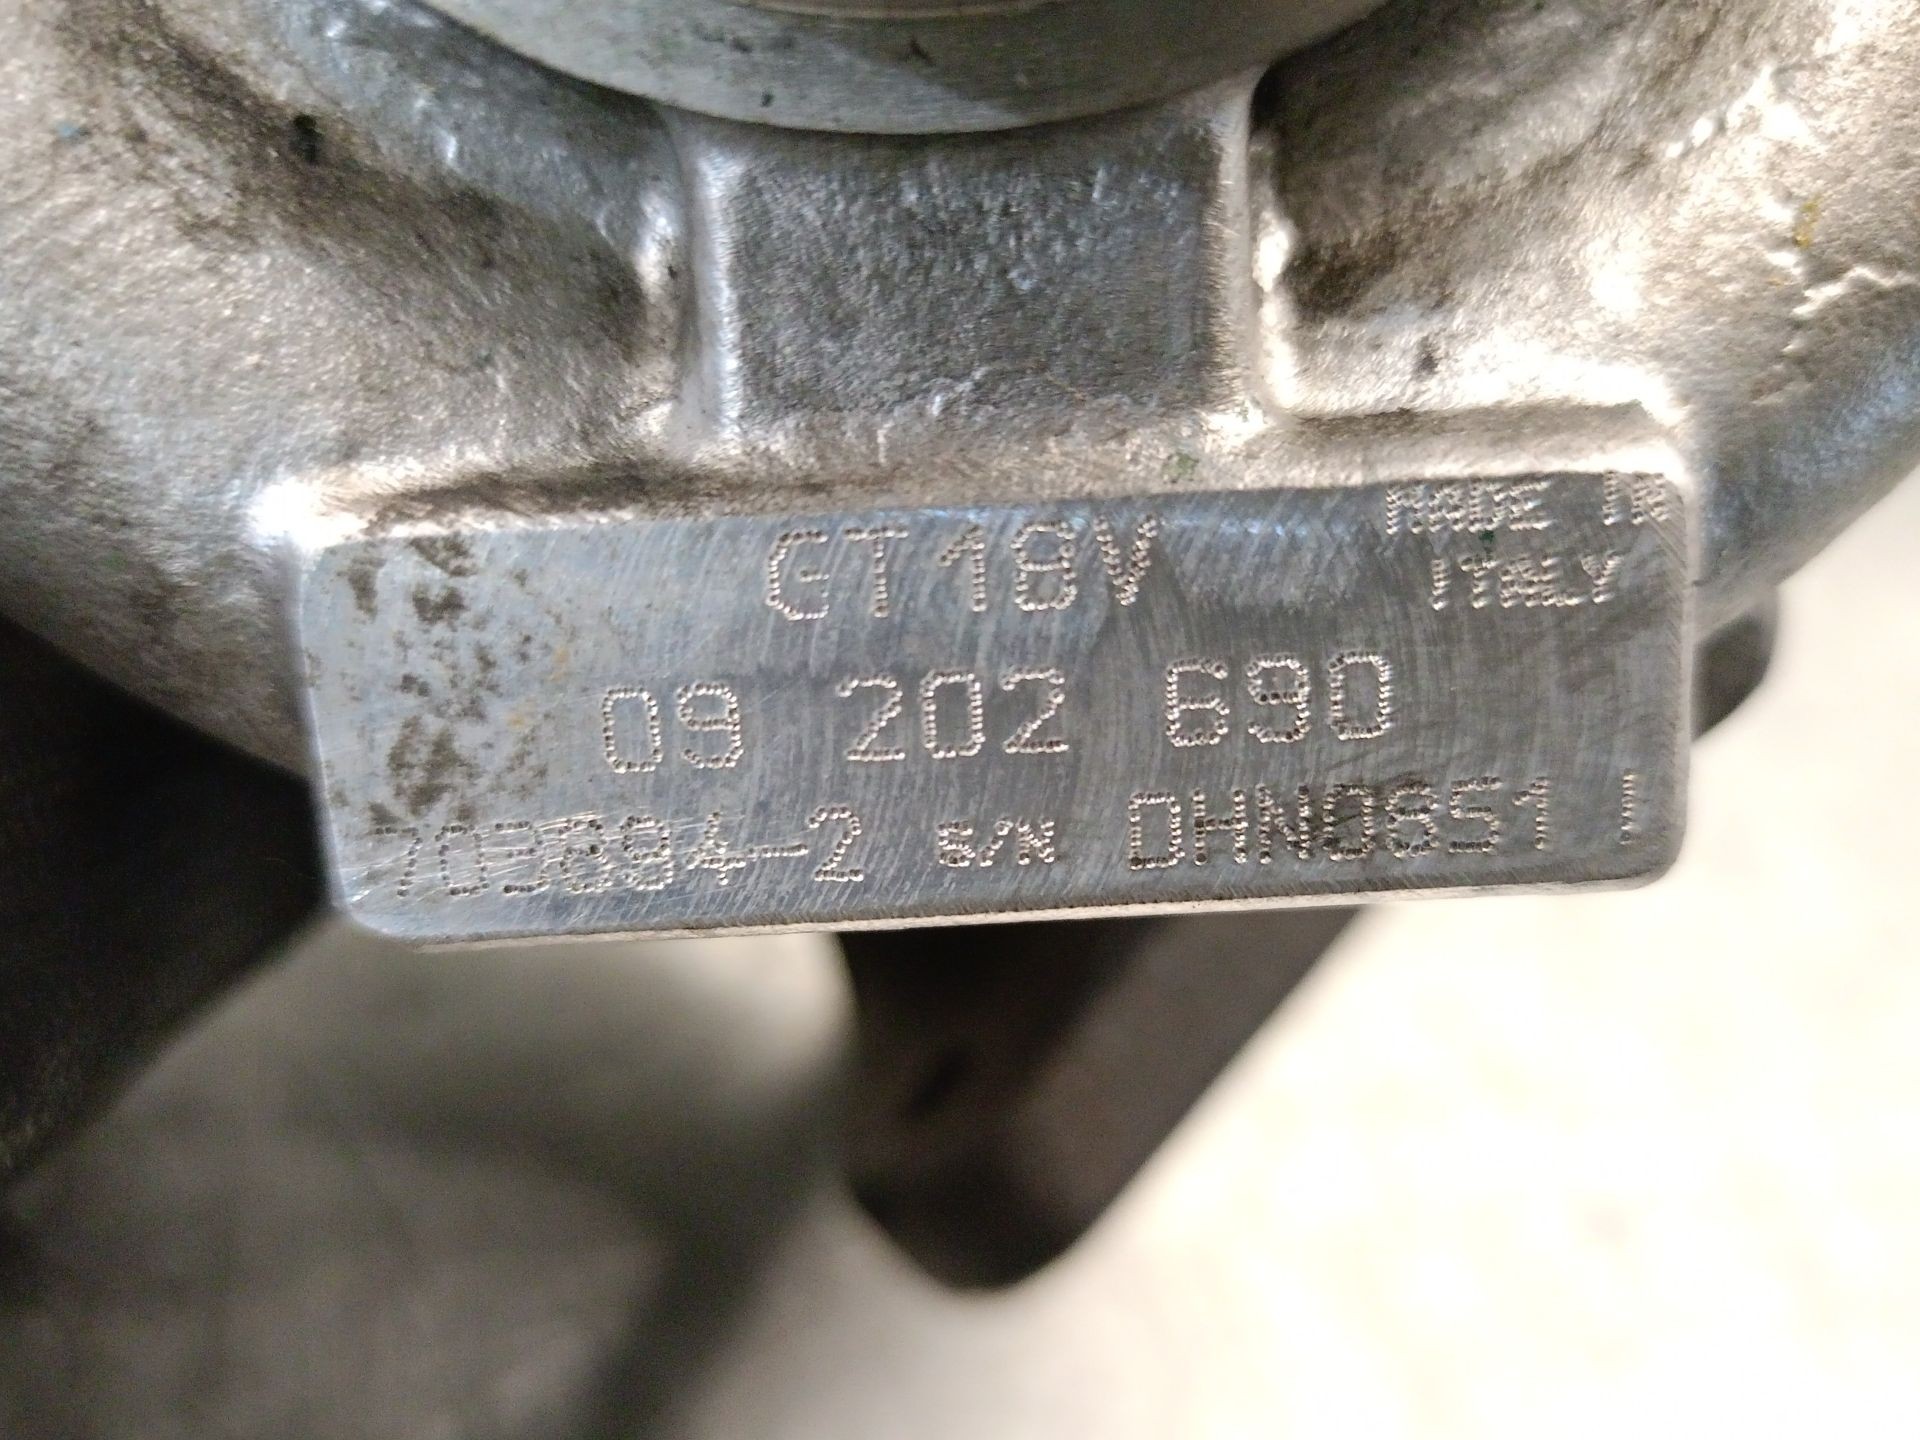 GT18V
MADE IN
ITALY
09 202 690
703894-2 S/N DHN0851